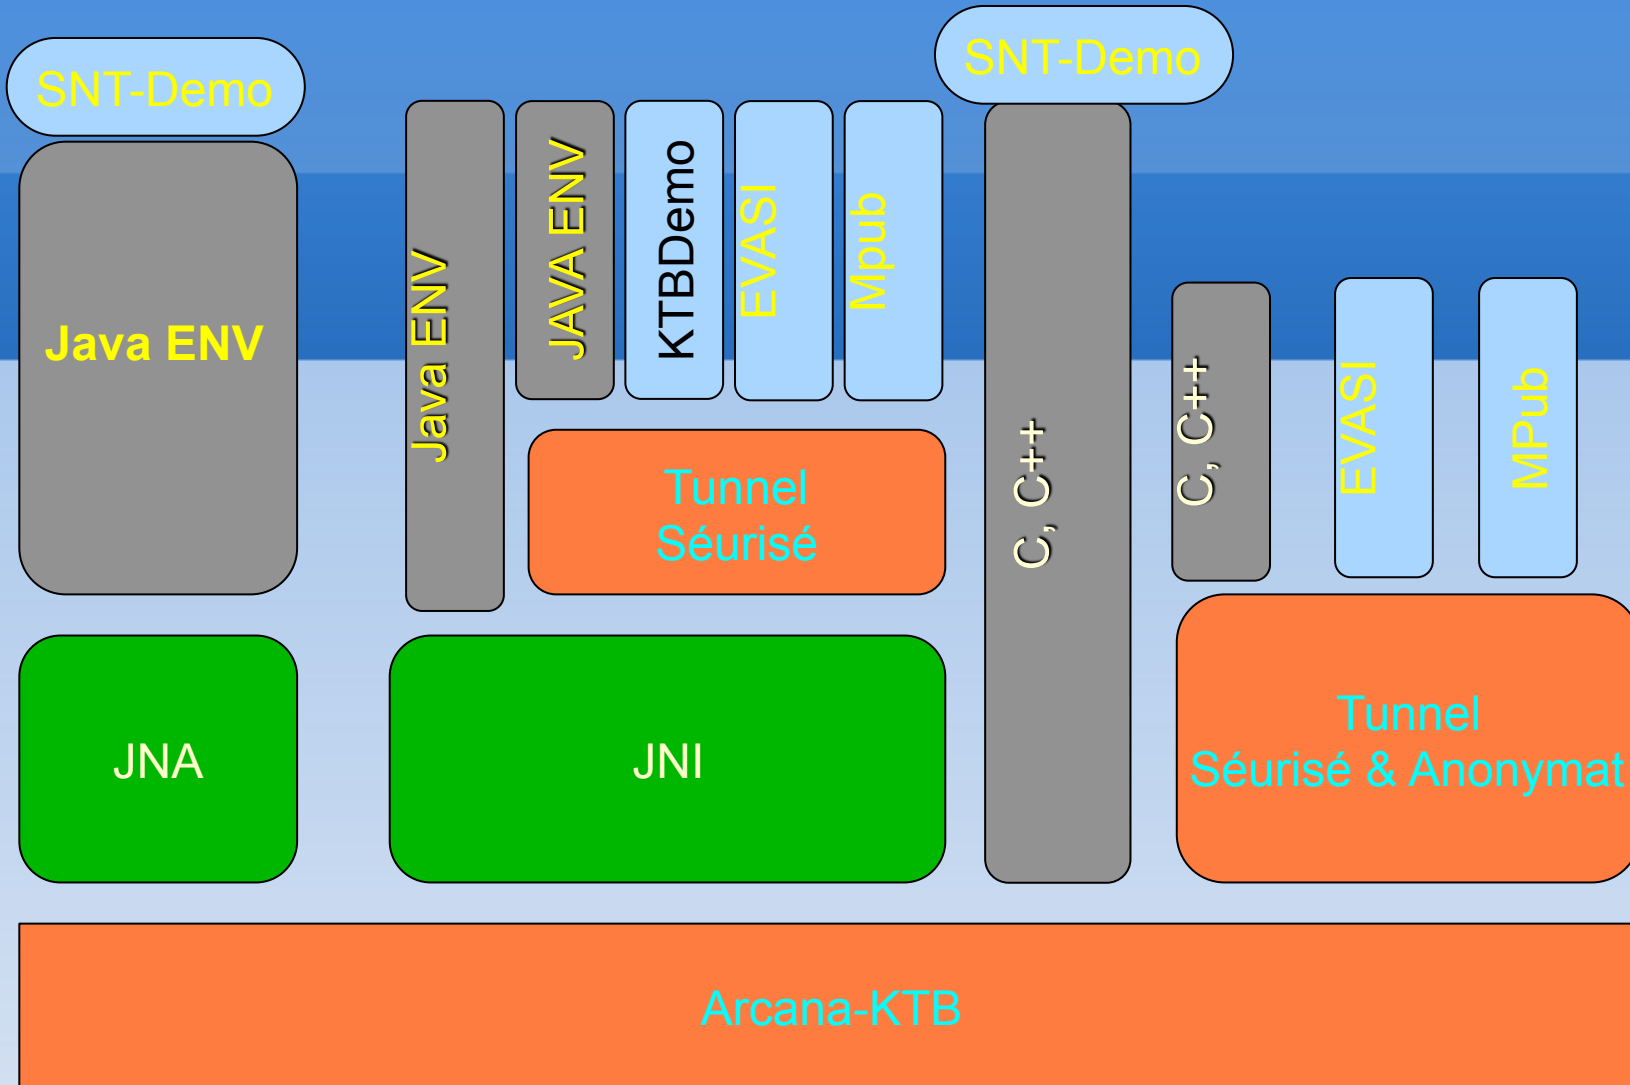 SNT-Demo
SNT-Demo
Java ENV
Java ENV
JAVA ENV
KTBDemo
EVASI
Mpub
C, C++
C, C++
EVASI
MPub
Tunnel
Séurisé
JNA
JNI
Tunnel
Séurisé & Anonymat
Arcana-KTB